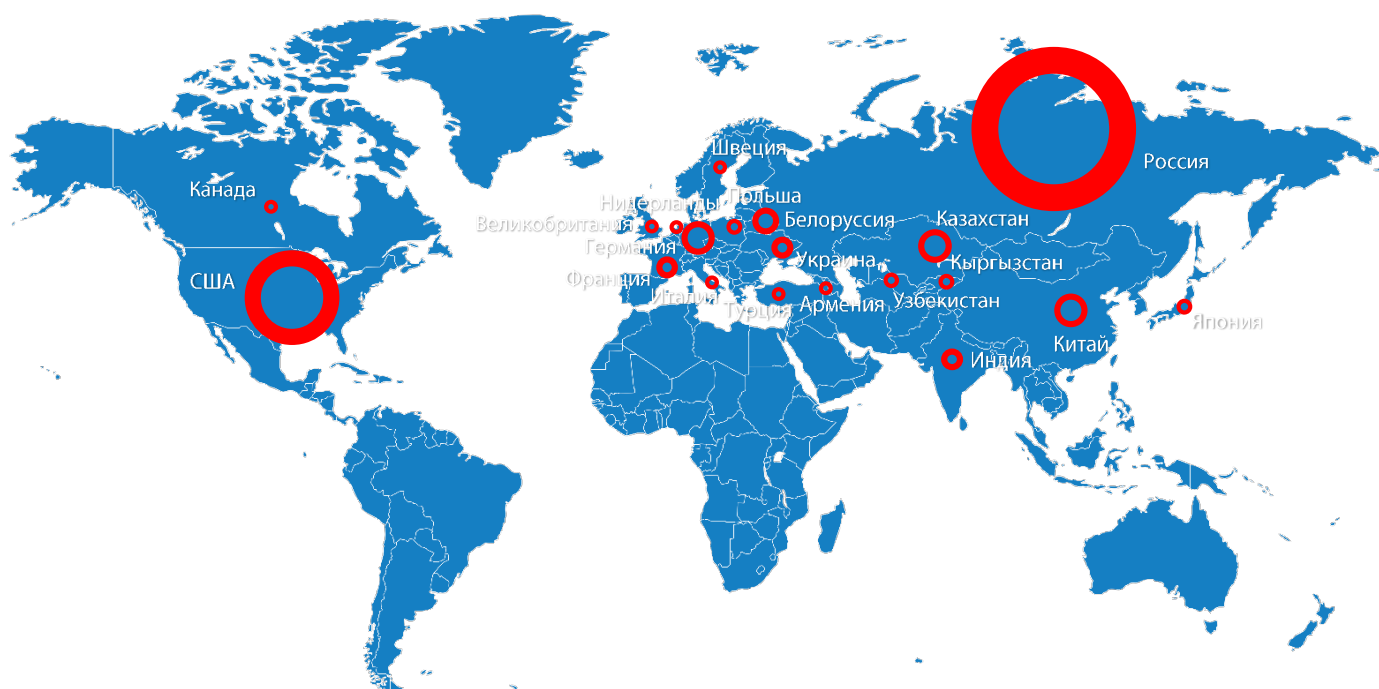 Швеция
Россия
Канада
Нидерланды
Польша
Великобритания
Белоруссия
Казахстан
Германия
Украина
Кыргызстан
США
Франция
Италия
Турция
Армения
Узбекистан
Япония
Китай
Индия